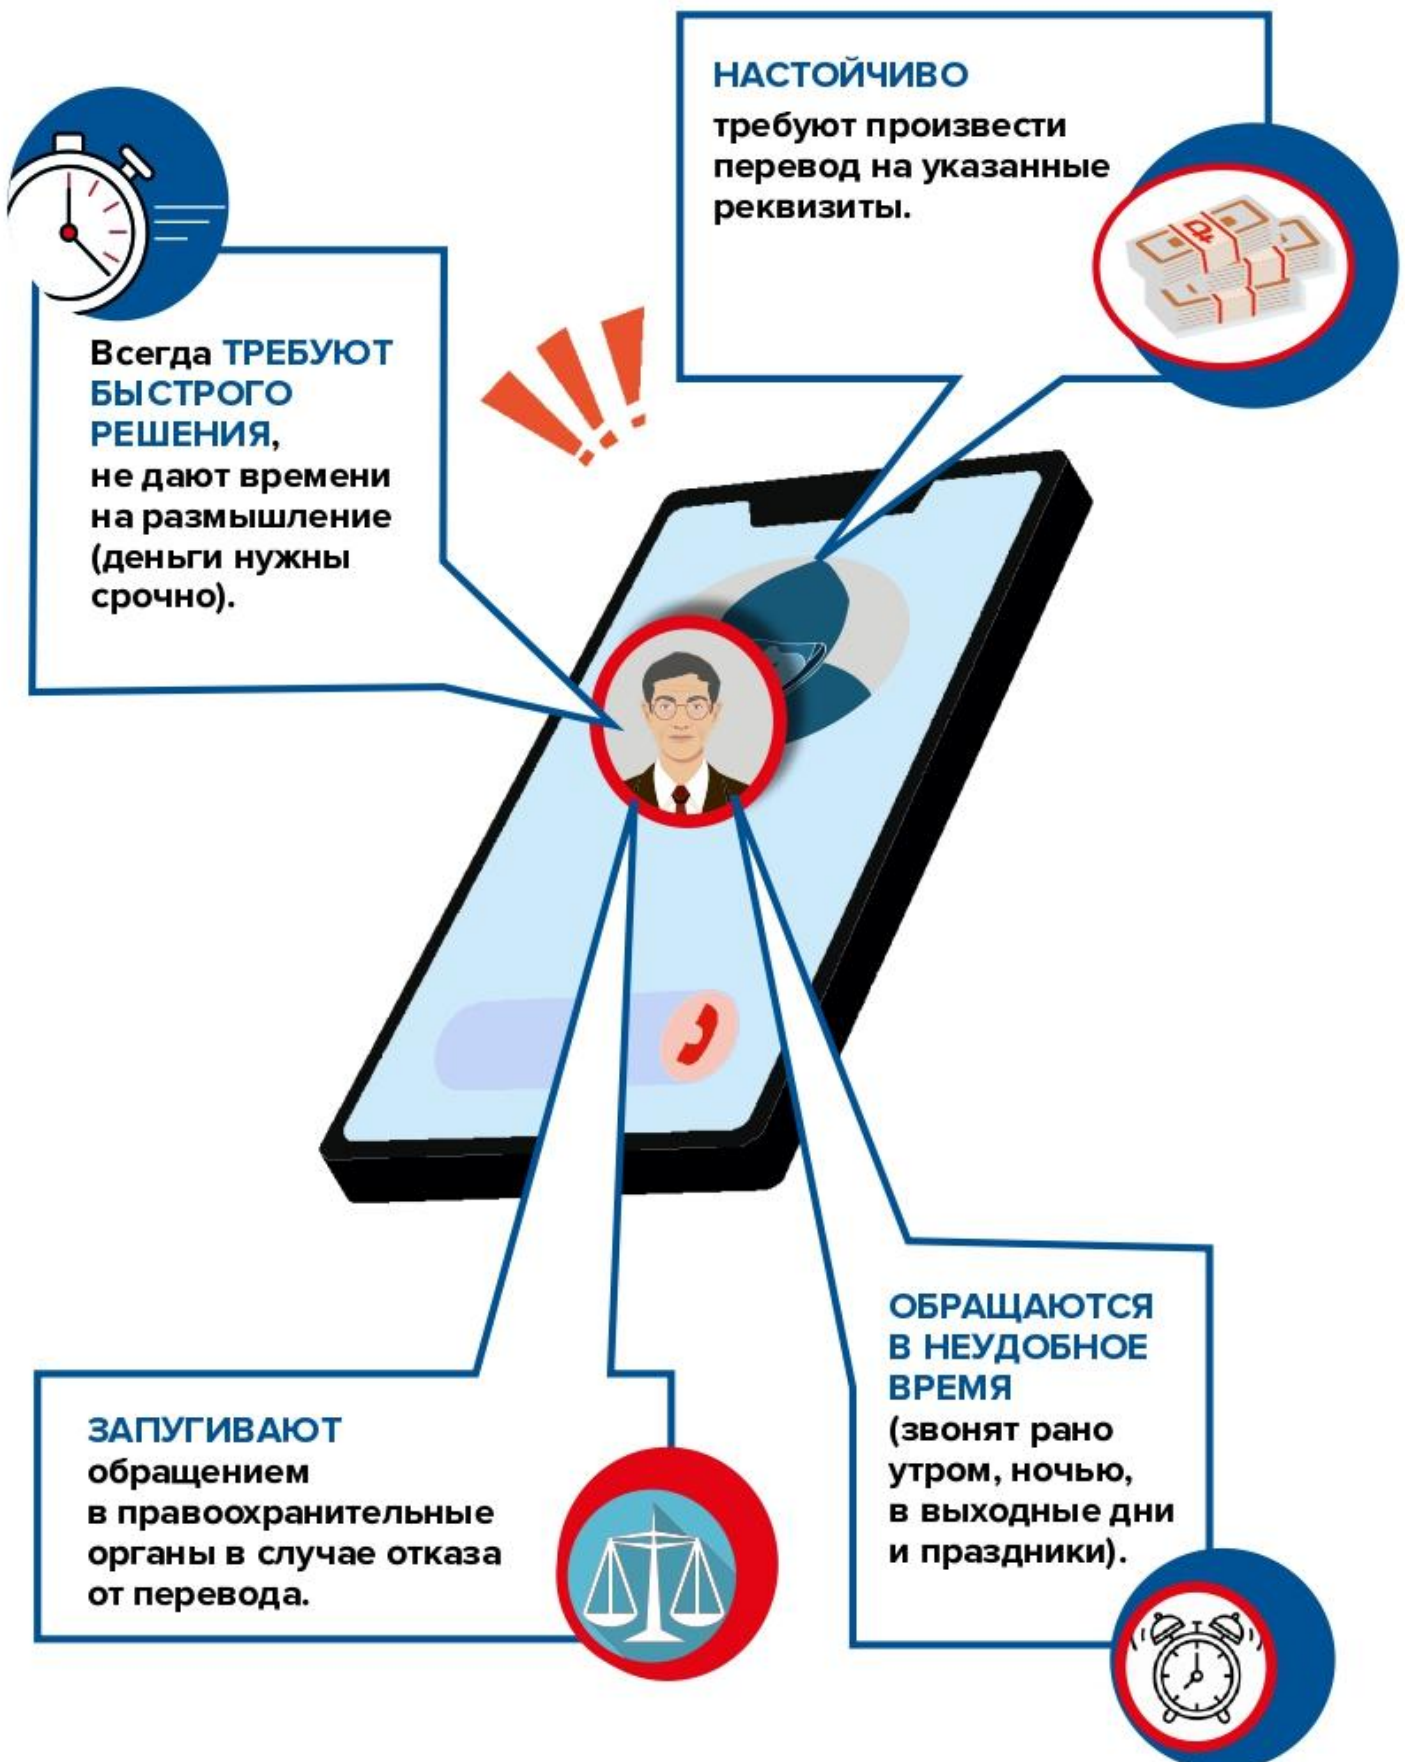 НАСТОЙЧИВО
требуют произвести
перевод на указанные
реквизиты.
Всегда ТРЕБУЮТ
БЫСТРОГО
РЕШЕНИЯ,
не дают времени
на размышление
(деньги нужны
срочно).
ЗАПУГИВАЮТ
обращением
в правоохранительные
органы в случае отказа
от перевода.
ОБРАЩАЮТСЯ
В НЕУДОБНОЕ
ВРЕМЯ
(звонят рано
утром, ночью,
в выходные дни
и праздники).